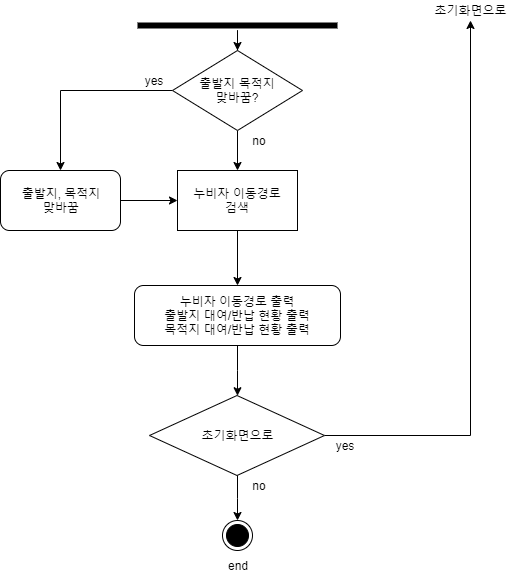 초기화면으로
출발지 목적지
맞바꿈?
yes
no
출발지, 목적지
맞바꿈
누비자 이동경로
검색
누비자 이동경로 출력
출발지 대여/반납 현황 출력
목적지 대여/반납 현황 출력
초기화면으로
yes
no
end